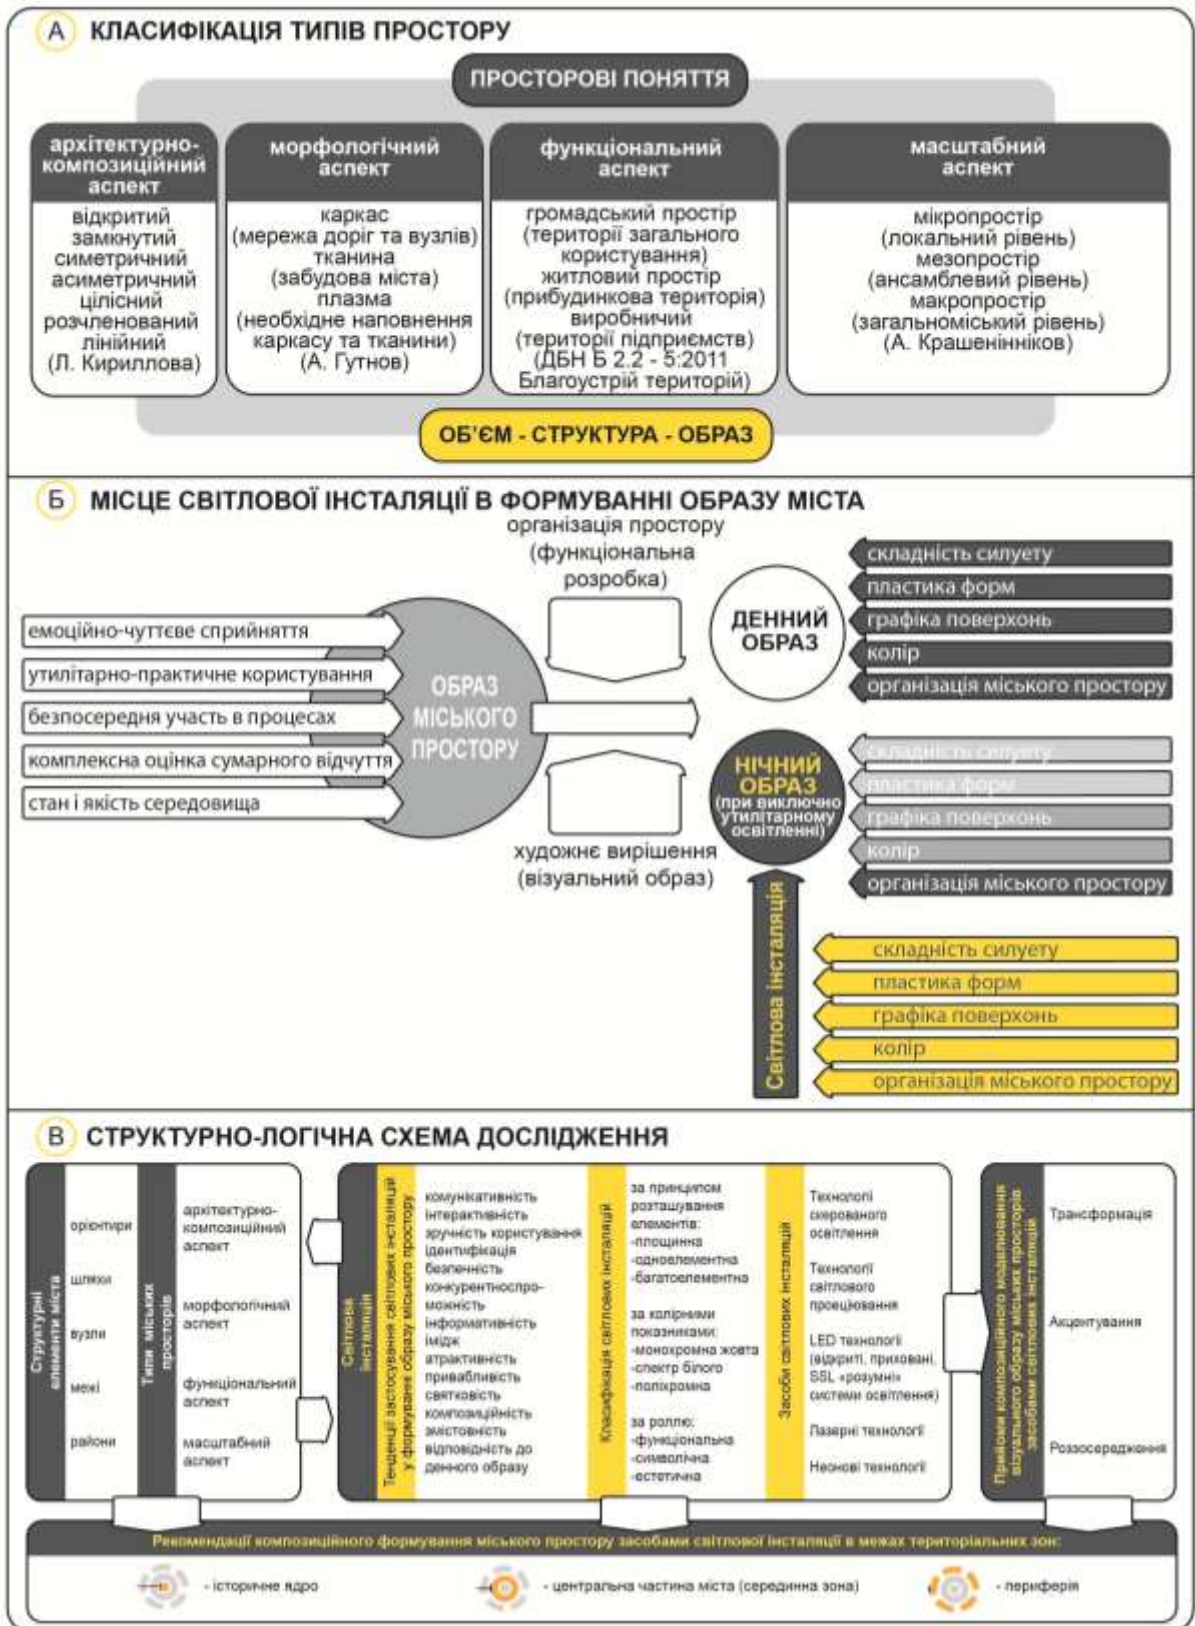 А КЛАСИФІКАЦІЯ ТИПІВ ПРОСТОРУ
ПРОСТОРОВІ ПОНЯТТЯ
архітектурно-
композиційний
аспект
відкритий
замкнутий
симетричний
асиметричний
цілісний
розчленований
лінійний
(Л. Кириллова)
морфологічний
аспект
каркас
(мережа доріг та вузлів)
тканина
(забудова міста)
плазма
(необхідне наповнення
каркасу та тканини)
(А. Гутнов)
функціональний
аспект
громадський простір
(території загального
користування)
житловий простір
(прибудинкова територія)
виробничий
(території підприємств)
(ДБН Б 2.2 - 5:2011
Благоустрій територій)
масштабний
аспект
мікропростір
(локальний рівень)
мезопростір
(ансамблевий рівень)
макропростір
(загальноміський рівень)
(А. Крашенінніков)
ОБ'ЄМ - СТРУКТУРА - ОБРАЗ
Б МІСЦЕ СВІТЛОВОЇ ІНСТАЛЯЦІЇ В ФОРМУВАННІ ОБРАЗУ МІСТА
емоційно-чуттєве сприйняття
утилітарно-практичне користування
безпосередня участь в процесах
комплексна оцінка сумарного відчуття
стан і якість середовища
ОБРАЗ
МІСЬКОГО
ПРОСТОРУ
організація простору
(функціональна
розробка)
художнє вирішення
(візуальний образ)
ДЕННИЙ
ОБРАЗ
складність силуету
пластика форм
графіка поверхонь
колір
організація міського простору
НІЧНИЙ
ОБРАЗ
(при виключно
утилітарному
освітленні)
складність силуету
пластика форм
графіка поверхонь
колір
організація міського простору
Світлова інсталяція
складність силуету
пластика форм
графіка поверхонь
колір
організація міського простору
В СТРУКТУРНО-ЛОГІЧНА СХЕМА ДОСЛІДЖЕННЯ
Структурні
елементи міста
орієнтири
шляхи
вузли
межі
райони
Типи міських
просторів
архітектурно-
композиційний
аспект
морфологічний
аспект
функціональний
аспект
масштабний
аспект
Світлова
інсталяція
Тенденції застосування світлових інсталяцій
у формуванні образу міського простору
комунікативність
інтерактивність
зручність користування
ідентифікація
безпечність
конкурентноспро-
можність
інформативність
імідж
атрактивність
привабливість
святковість
композиційність
змістовність
відповідність до
денного образу
Класифікація світлових інсталяцій
за принципом
розташування
елементів:
-площинна
-одноелементна
-багатоелементна
за колірними
показниками:
-монохромна жовта
-спектр білого
-поліхромна
за роллю:
-функціональна
-символічна
-естетична
Засоби світлових інсталяцій
Технології
скерованого
освітлення
Технології
світлового
проецiювання
LED технології
(відкриті, приховані,
SSL «розумні»
системи освітлення)
Лазерні технології
Неонові технології
Прийоми композиційного моделювання
візуального образу міських просторів
засобами світлових інсталяцій
Трансформація
Акцентування
Розсосередження
Рекомендації композиційного формування міського простору засобами світлової інсталяції в межах територіальних зон:
- історичне ядро
- центральна частина міста (серединна зона)
- периферія